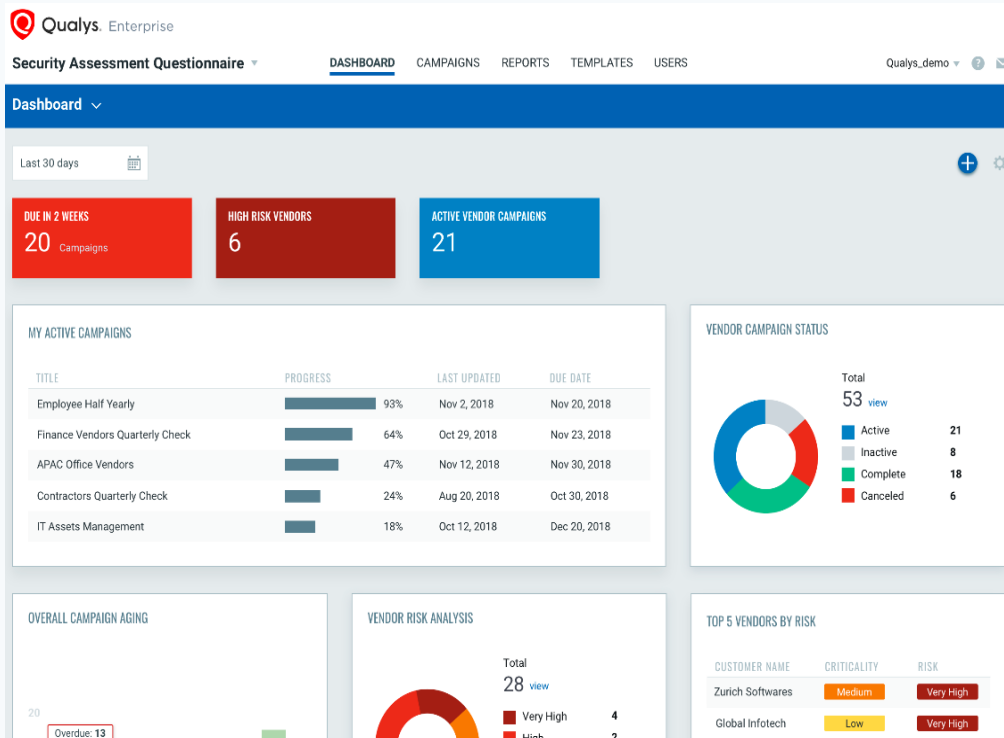 Qualys. Enterprise
Security Assessment Questionnaire
DASHBOARD CAMPAIGNS REPORTS TEMPLATES USERS
Qualys_demo ?
Dashboard
Last 30 days
DUE IN 2 WEEKS
20 Campaigns
HIGH RISK VENDORS
6
ACTIVE VENDOR CAMPAIGNS
21
MY ACTIVE CAMPAIGNS
TITLE PROGRESS LAST UPDATED DUE DATE
Employee Half Yearly 93% Nov 2, 2018 Nov 20, 2018
Finance Vendors Quarterly Check 64% Oct 29, 2018 Nov 23, 2018
APAC Office Vendors 47% Nov 12, 2018 Nov 30, 2018
Contractors Quarterly Check 24% Aug 20, 2018 Oct 30, 2018
IT Assets Management 18% Oct 12, 2018 Dec 20, 2018
VENDOR CAMPAIGN STATUS
Total
53 view
Active 21
Inactive 8
Complete 18
Canceled 6
OVERALL CAMPAIGN AGING
20
Overdue: 13
VENDOR RISK ANALYSIS
Total
28 view
Very High 4
High
TOP 5 VENDORS BY RISK
CUSTOMER NAME CRITICALITY RISK
Zurich Softwares Medium Very High
Global Infotech Low Very High